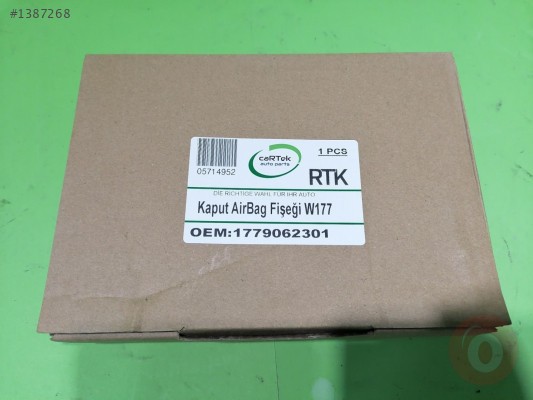 #1387268
caRTek
auto parts
1 PCS
05714952
RTK
DIE RICHTIGE WAHL FÜR IHR AUTO
Kaput AirBag Fişeği W177
OEM:1779062301